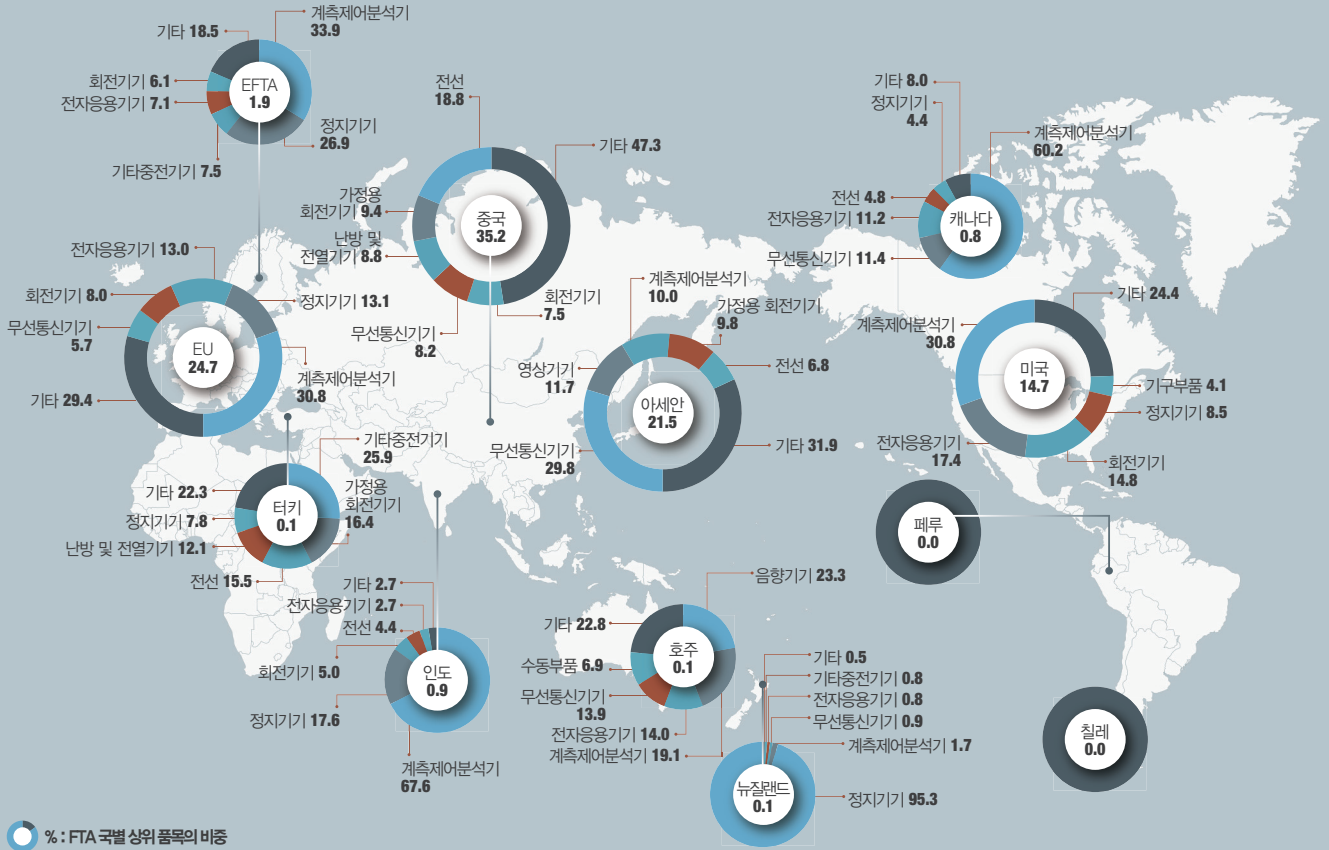 계측제어분석기
33.9
기타 18.5
EFTA
1.9
회전기기 6.1
전자응용기기 7.1
정지기기
26.9
기타중전기기 7.5
전선
18.8
기타 47.3
가정용
회전기기 9.4
중국
35.2
난방 및
전열기기 8.8
회전기기
7.5
무선통신기기
8.2
기타 8.0
정지기기
4.4
계측제어분석기
60.2
전선 4.8
전자응용기기 11.2
캐나다
0.8
무선통신기기 11.4
전자응용기기 13.0
회전기기 8.0
정지기기 13.1
무선통신기기
5.7
EU
24.7
계측제어분석기
30.8
기타 29.4
계측제어분석기
10.0
가정용 회전기기
9.8
영상기기
11.7
전선 6.8
아세안
21.5
무선통신기기
29.8
기타 31.9
기타 24.4
계측제어분석기
30.8
미국
14.7
기구부품 4.1
정지기기 8.5
전자응용기기
17.4
회전기기
14.8
기타중전기기
25.9
기타 22.3
가정용
회전기기
16.4
터키
0.1
정지기기 7.8
난방 및 전열기기 12.1
전선 15.5
페루
0.0
기타 2.7
전자응용기기 2.7
전선 4.4
회전기기 5.0
인도
0.9
정지기기 17.6
계측제어분석기
67.6
음향기기 23.3
기타 22.8
호주
0.1
수동부품 6.9
무선통신기기
13.9
전자응용기기 14.0
계측제어분석기 19.1
기타 0.5
기타중전기기 0.8
전자응용기기 0.8
무선통신기기 0.9
계측제어분석기 1.7
뉴질랜드
0.1
정지기기 95.3
칠레
0.0
% : FTA 국별 상위 품목의 비중